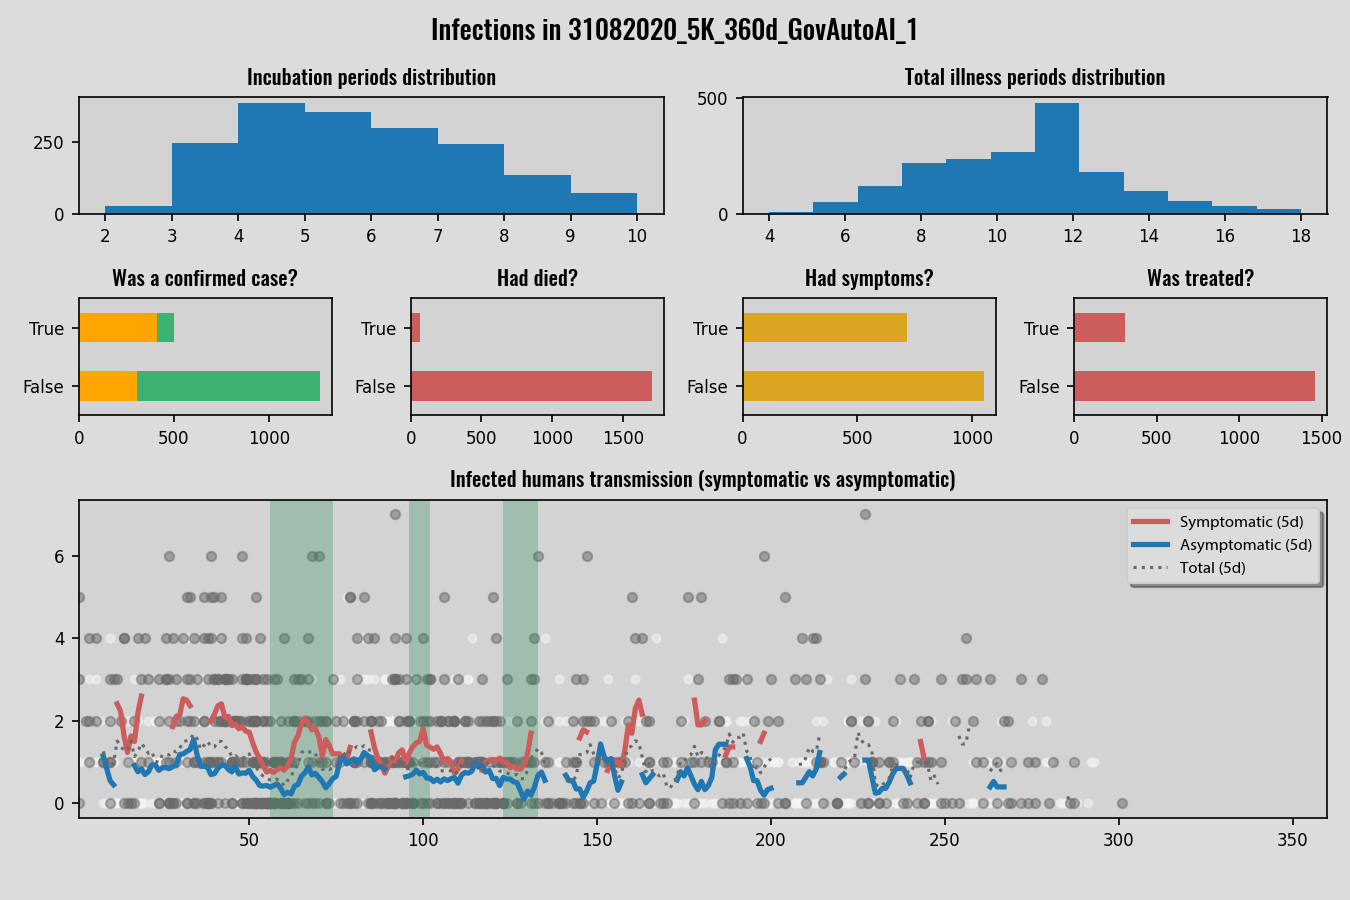 Infections in 31082020_5K_360d_GovAutoAI_1
Incubation periods distribution
Total illness periods distribution
250
0
2 3 4 5 6 7 8 9 10
500
0
4 6 8 10 12 14 16 18
Was a confirmed case?
Had died?
Had symptoms?
Was treated?
True
False
0 500 1000
True
False
0 500 1000 1500
True
False
0 500 1000
True
False
0 500 1000 1500
Infected humans transmission (symptomatic vs asymptomatic)
Symptomatic (5d)
Asymptomatic (5d)
Total (5d)
6
4
2
0
50 100 150 200 250 300 350